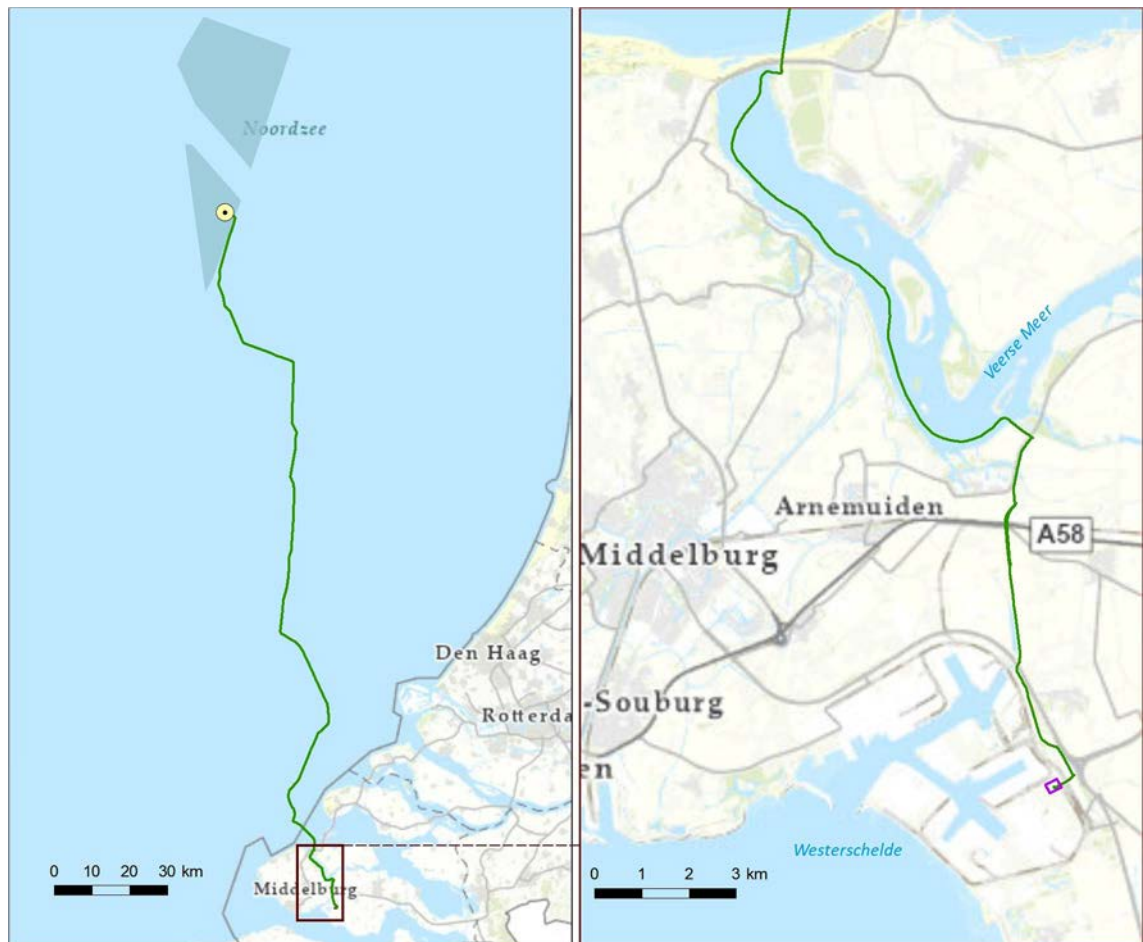 Noordzee
Den Haag
Rotterda
Middelburg
0 10 20 30 km
Veerse Meer
Arnemuiden
A58
Middelburg
-Souburg
en
Westerschelde
0 1 2 3 km